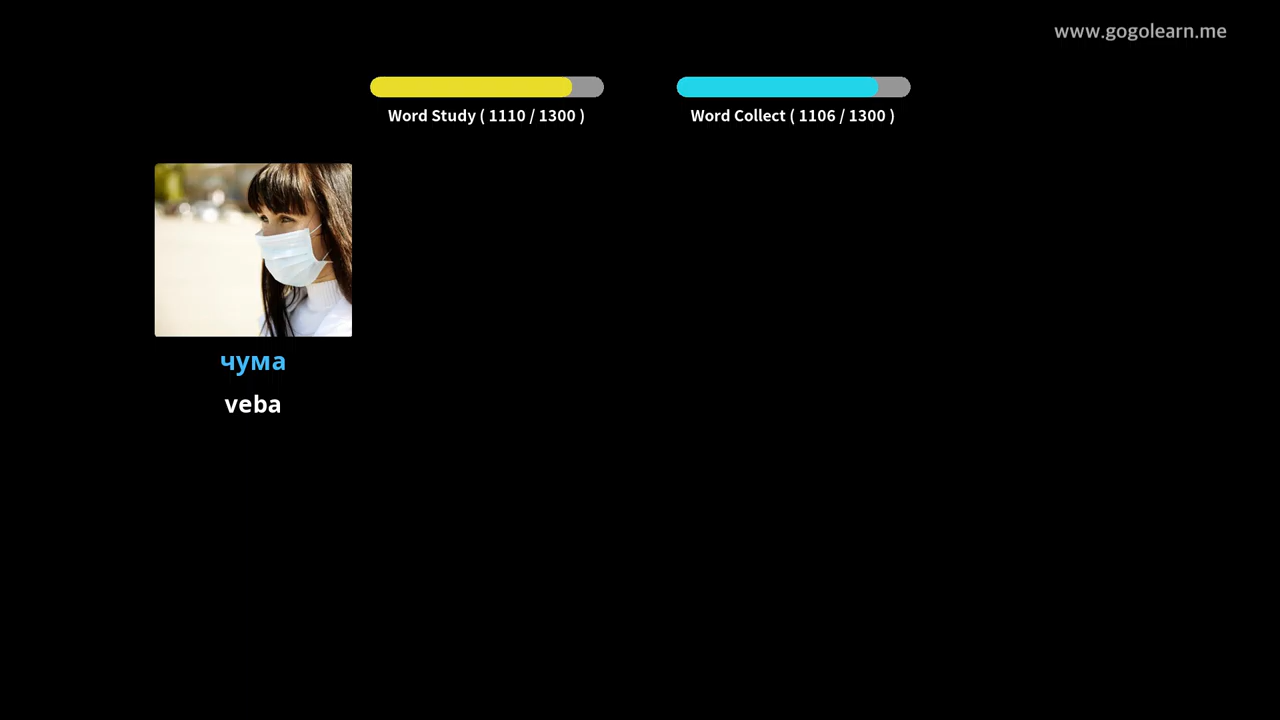 www.gogolearn.me
Word Study ( 1110 / 1300 )
Word Collect ( 1106 / 1300 )
чума
veba